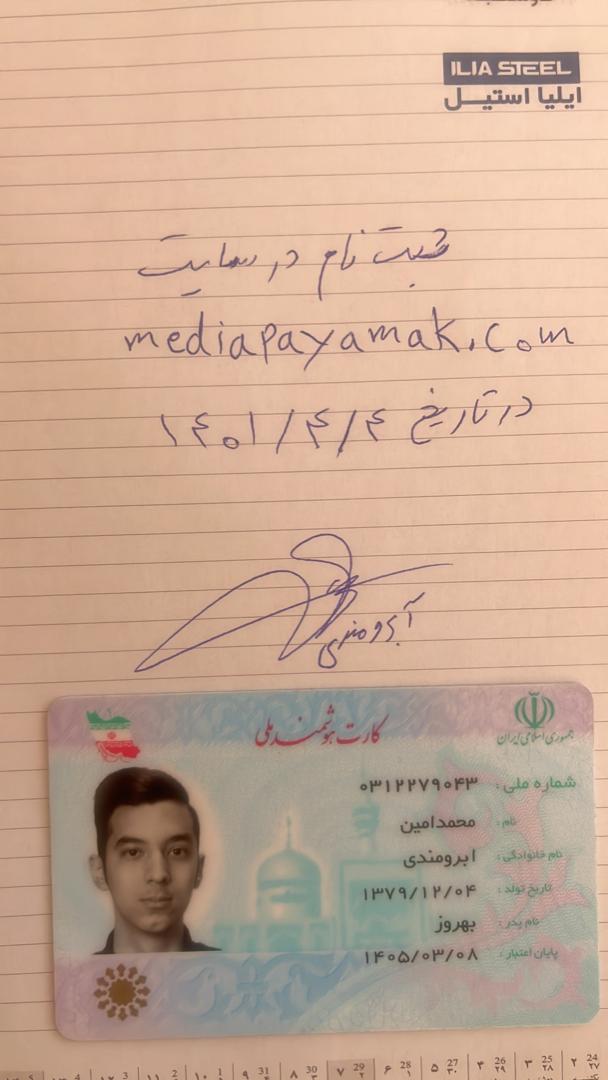 ILIA STEEL
ایلیا استیل
ثبت نام در سایت
mediapayamak.com
در تاریخ ۱۴۰۱/۴/۴
آبرومندی
جمهوری اسلامی ایران
کارت هوشمند ملی
شماره ملی: ۰۳۱۲۲۷۹۰۴۳
نام: محمدامین
نام خانوادگی: ابرومندی
تاریخ تولد: ۱۳۷۹/۱۲/۰۴
نام پدر: بهروز
پایان اعتبار: ۱۴۰۵/۰۳/۰۸